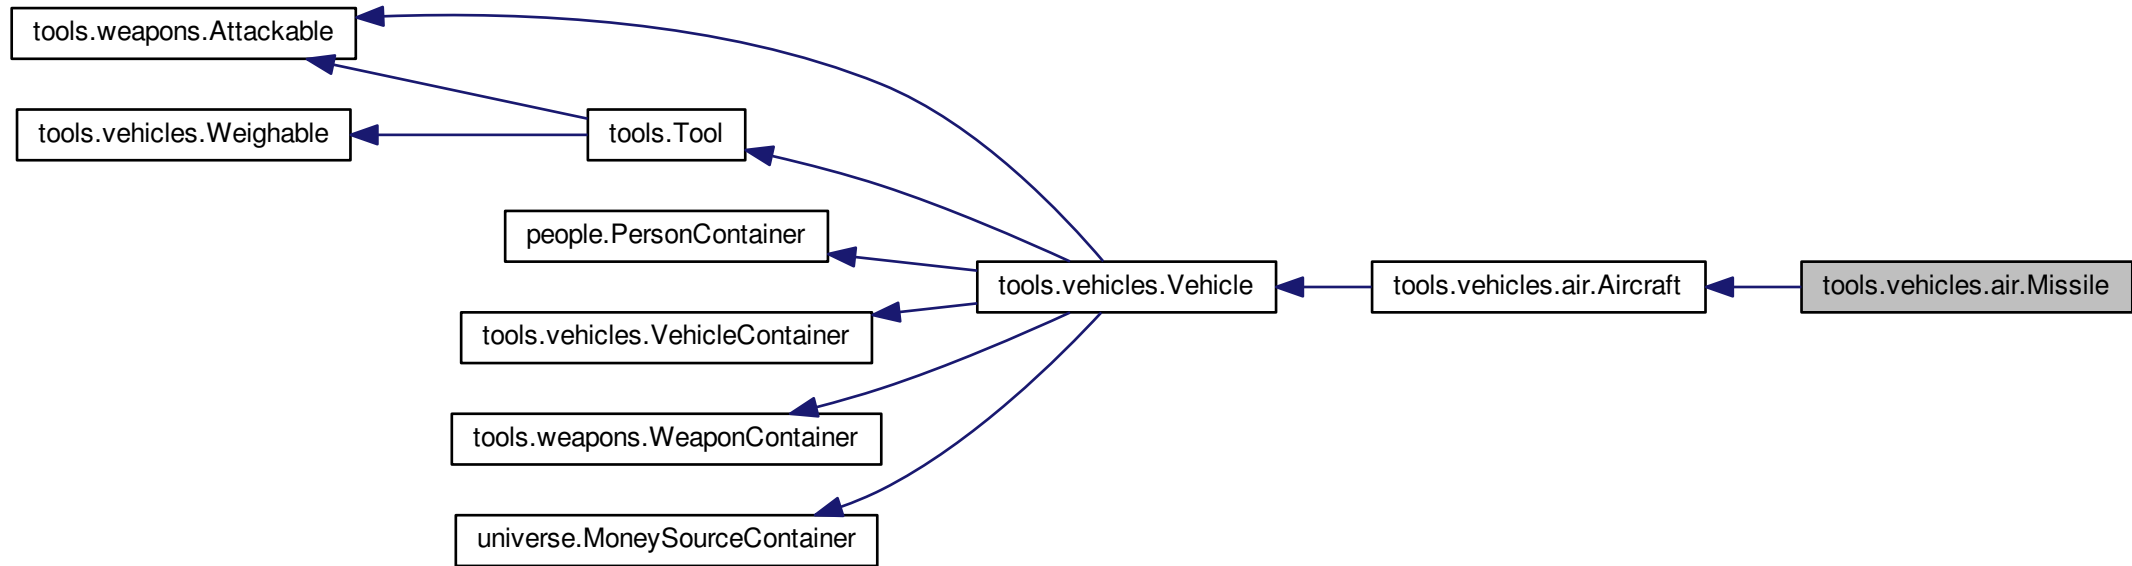 tools.weapons.Attackable
tools.vehicles.Weighable
tools.Tool
people.PersonContainer
tools.vehicles.Vehicle
tools.vehicles.air.Aircraft
tools.vehicles.air.Missile
tools.vehicles.VehicleContainer
tools.weapons.WeaponContainer
universe.MoneySourceContainer